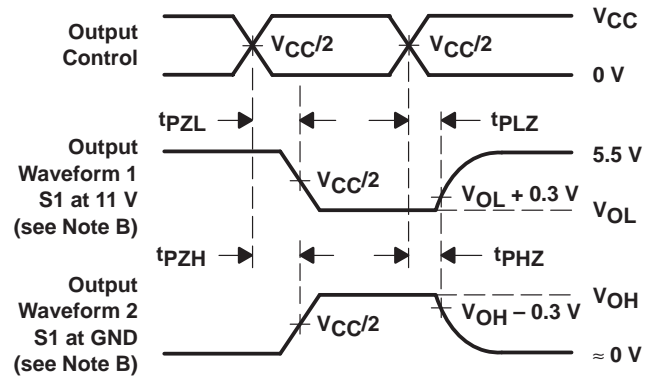 VCC
Output
Control
VCC/2
VCC/2
0 V
tPZL
tPLZ
Output
Waveform 1
S1 at 11 V
(see Note B)
5.5 V
VCC/2
VOL + 0.3 V
VOL
tPZH
tPHZ
Output
Waveform 2
S1 at GND
(see Note B)
VOH
VCC/2
VOH – 0.3 V
≈ 0 V